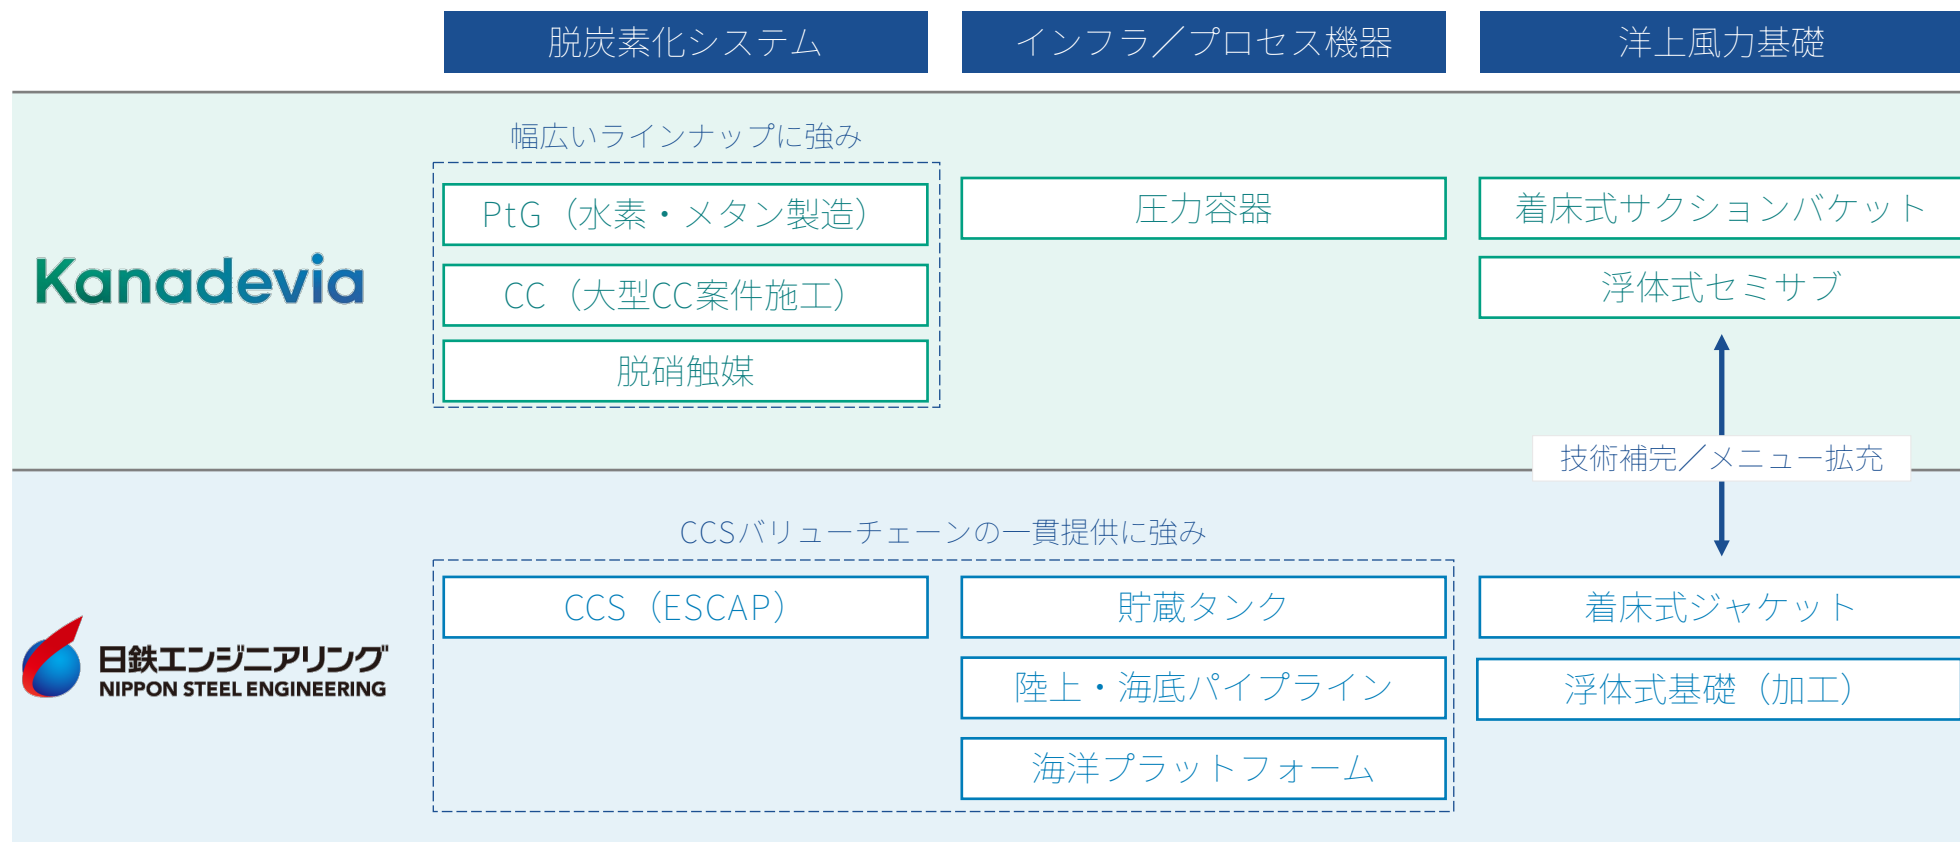 脱炭素化システム
インフラ／プロセス機器
洋上風力基礎
幅広いラインナップに強み
PtG（水素・メタン製造）
圧力容器
着床式サクションバケット
Kanadevia
CC（大型CC案件施工）
浮体式セミサブ
脱硝触媒
技術補完／メニュー拡充
CCSバリューチェーンの一貫提供に強み
CCS（ESCAP）
貯蔵タンク
着床式ジャケット
日鉄エンジニアリング
NIPPON STEEL ENGINEERING
陸上・海底パイプライン
浮体式基礎（加工）
海洋プラットフォーム